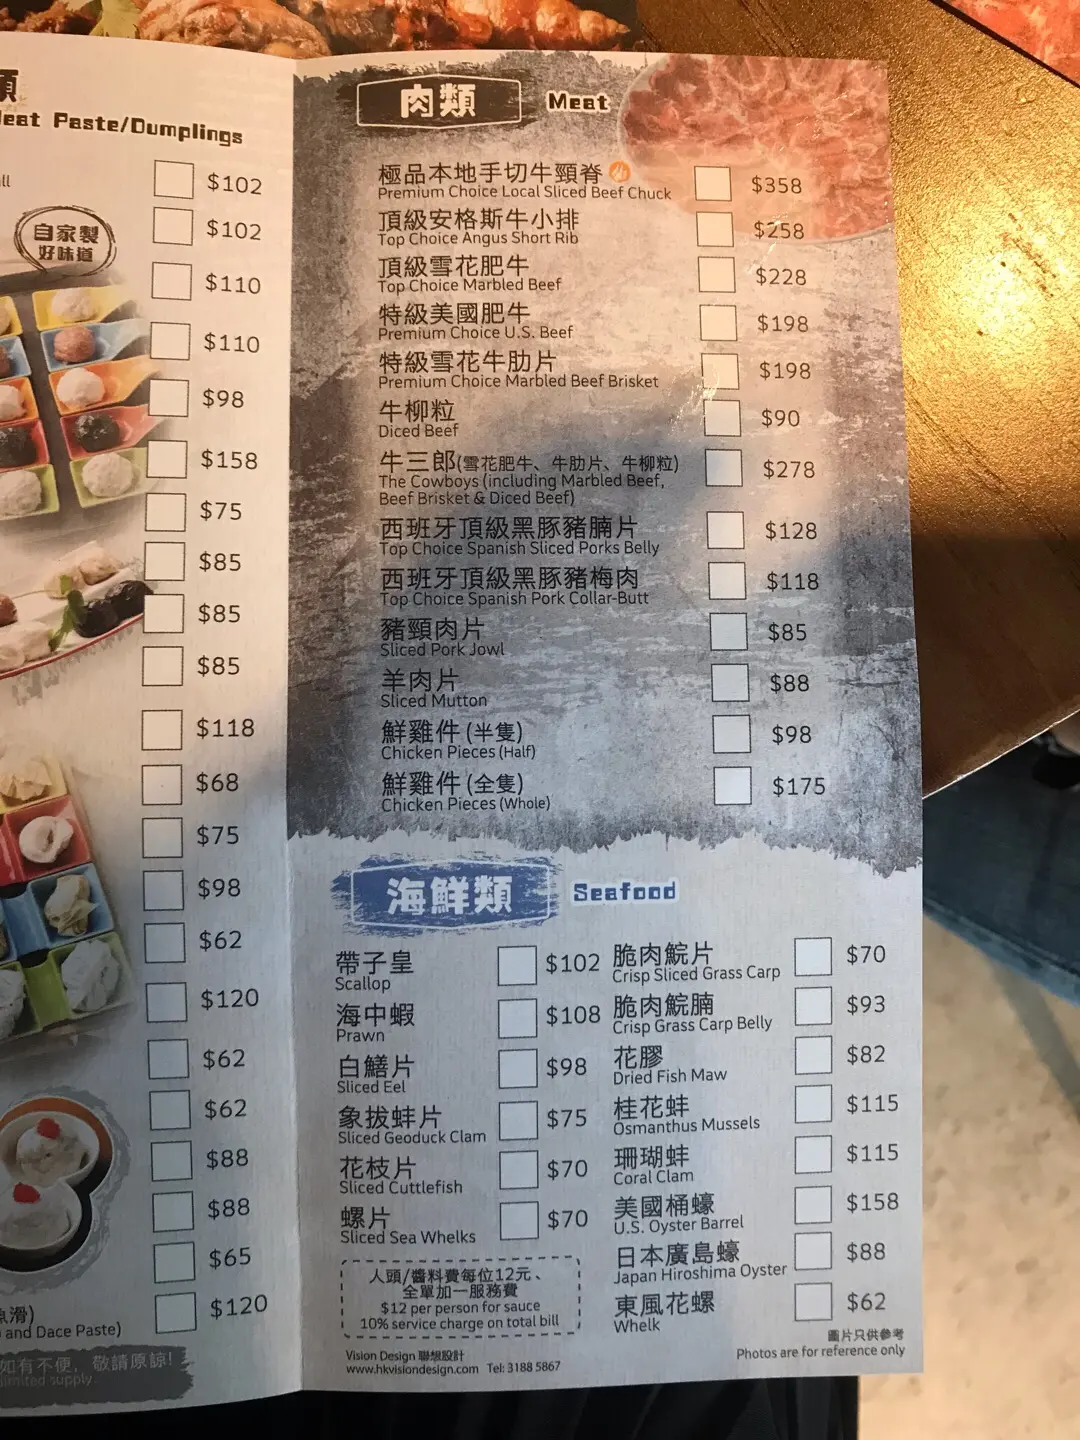 類
Meat Paste/Dumplings
$102
自家製
好味道
$102
$110
$110
$98
$158
$75
$85
$85
$85
$118
$68
$75
$98
$62
$120
$62
$62
$88
$88
$65
魚滑)
and Dace Paste)
$120
如有不便，敬請原諒!
limited supply.
肉類 Meat
極品本地手切牛頸脊
Premium Choice Local Sliced Beef Chuck $358
頂級安格斯牛小排
Top Choice Angus Short Rib $258
頂級雪花肥牛
Top Choice Marbled Beef $228
特級美國肥牛
Premium Choice U.S. Beef $198
特級雪花牛肋片
Premium Choice Marbled Beef Brisket $198
牛柳粒
Diced Beef $90
牛三郎(雪花肥牛、牛肋片、牛柳粒)
The Cowboys (including Marbled Beef, $278
Beef Brisket & Diced Beef)
西班牙頂級黑豚豬腩片
Top Choice Spanish Sliced Porks Belly $128
西班牙頂級黑豚豬梅肉
Top Choice Spanish Pork Collar-Butt $118
豬頸肉片
Sliced Pork Jowl $85
羊肉片
Sliced Mutton $88
鮮雞件 (半隻)
Chicken Pieces (Half) $98
鮮雞件 (全隻)
Chicken Pieces (Whole) $175
海鮮類 Seafood
帶子皇
Scallop $102
海中蝦
Prawn $108
白鱔片
Sliced Eel $98
象拔蚌片
Sliced Geoduck Clam $75
花枝片
Sliced Cuttlefish $70
螺片
Sliced Sea Whelks $70
脆肉鯇片
Crisp Sliced Grass Carp $70
脆肉鯇腩
Crisp Grass Carp Belly $93
花膠
Dried Fish Maw $82
桂花蚌
Osmanthus Mussels $115
珊瑚蚌
Coral Clam $115
美國桶蠔
U.S. Oyster Barrel $158
日本廣島蠔
Japan Hiroshima Oyster $88
東風花螺
Whelk $62
人頭/醬料費每位12元、
全單加一服務費
$12 per person for sauce
10% service charge on total bill
圖片只供參考
Photos are for reference only
Vision Design 聯想設計
www.hkvisiondesign.com Tel: 3188 5867